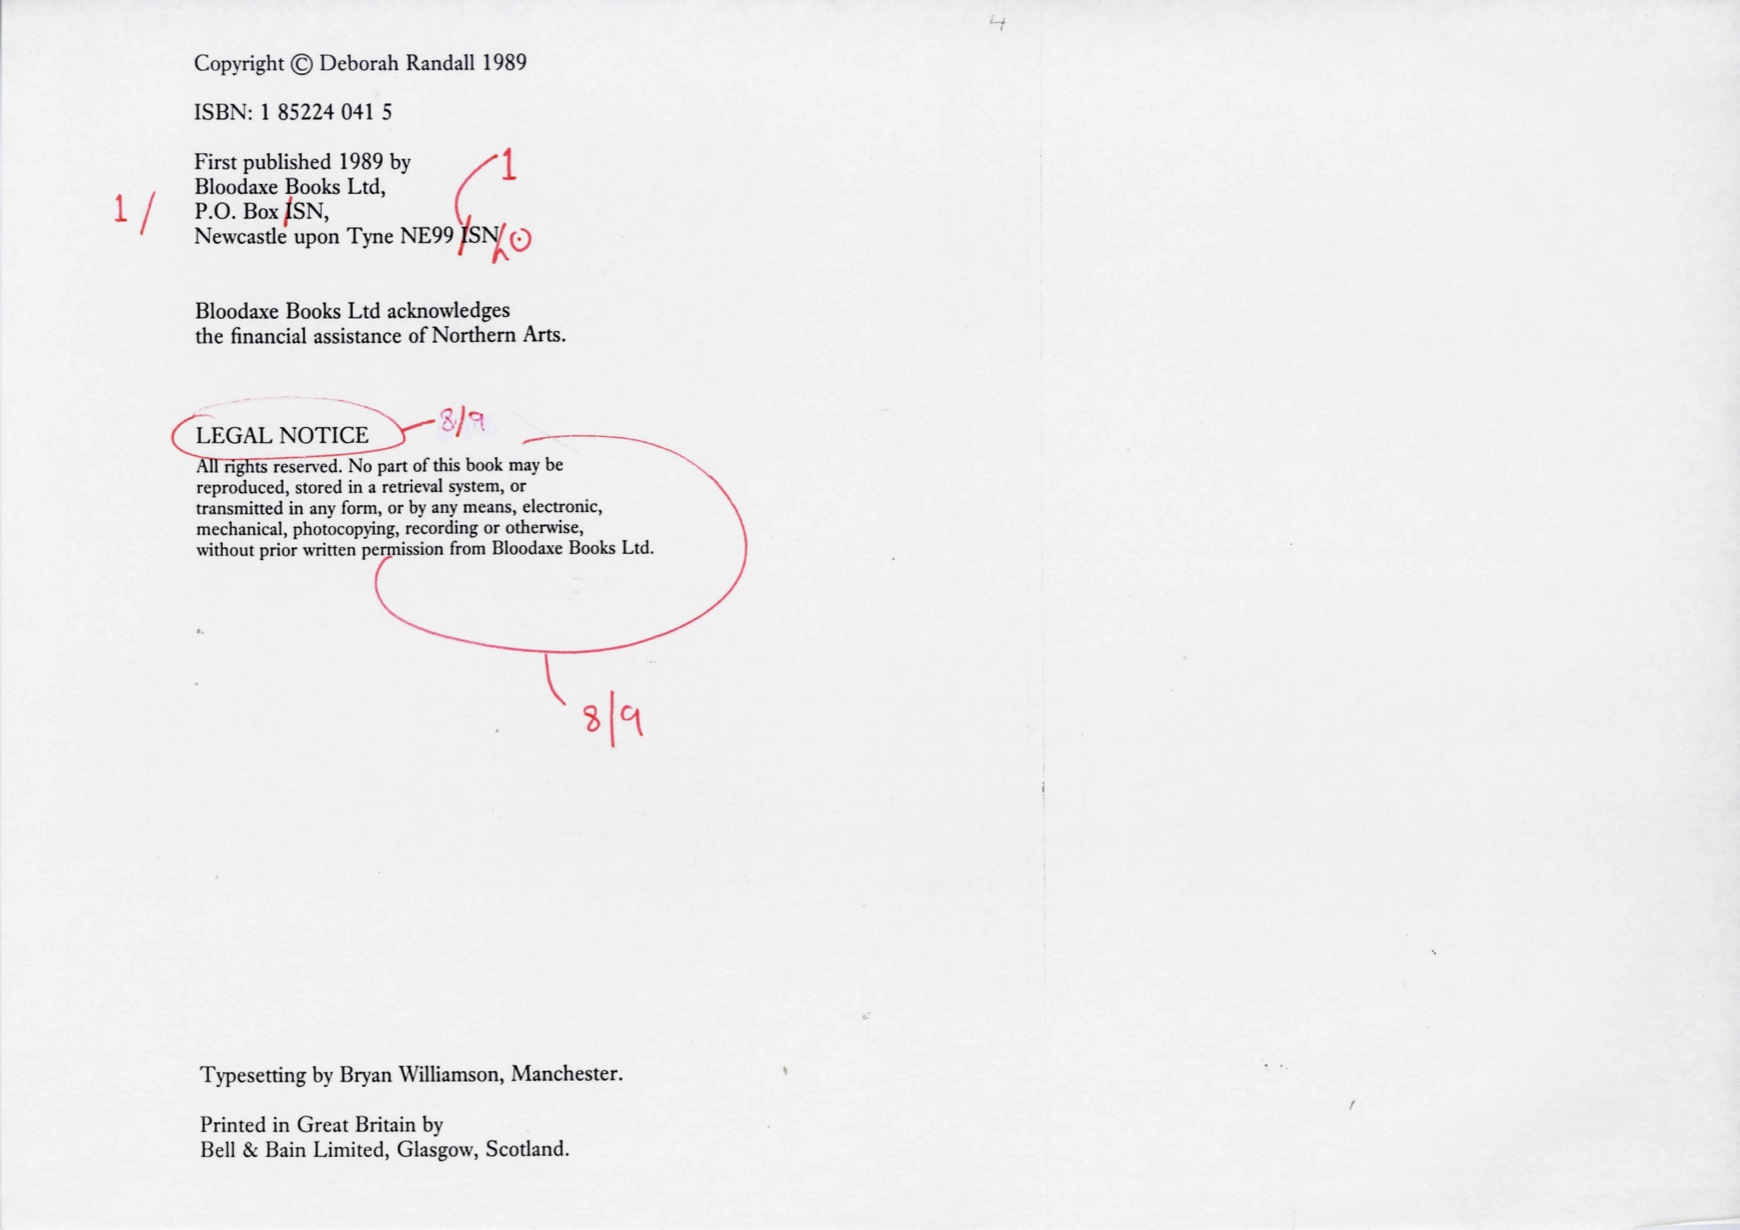 4
Copyright © Deborah Randall 1989
ISBN: 1 85224 041 5
First published 1989 by
1
Bloodaxe Books Ltd,
1/ P.O. Box ISN,
Newcastle upon Tyne NE99 ISN
Bloodaxe Books Ltd acknowledges
the financial assistance of Northern Arts.
8/9
LEGAL NOTICE
All rights reserved. No part of this book may be
reproduced, stored in a retrieval system, or
transmitted in any form, or by any means, electronic,
mechanical, photocopying, recording or otherwise,
without prior written permission from Bloodaxe Books Ltd.
8/9
Typesetting by Bryan Williamson, Manchester.
Printed in Great Britain by
Bell & Bain Limited, Glasgow, Scotland.